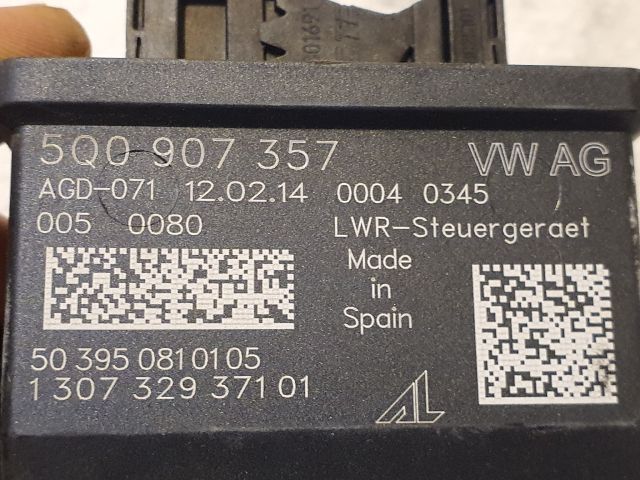 5Q0 907 357 VW AG
AGD-071 12.02.14 0004 0345
005 0080 LWR-Steuergeraet
Made
in
Spain
50 395 0810105
1 307 329 371 01
AL